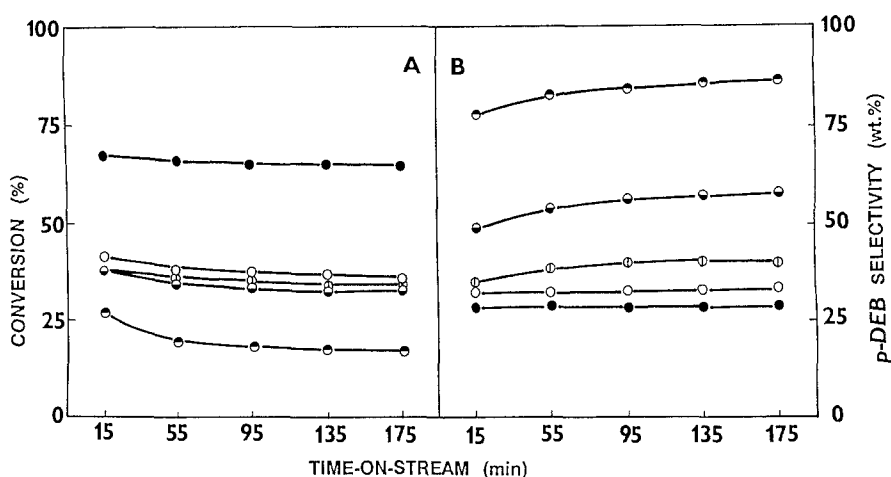 100
75
50
25
0
CONVERSION (%)
A
B
100
75
50
25
0
p-DEB SELECTIVITY (wt.%)
15 55 95 135 175
15 55 95 135 175
TIME-ON-STREAM (min)